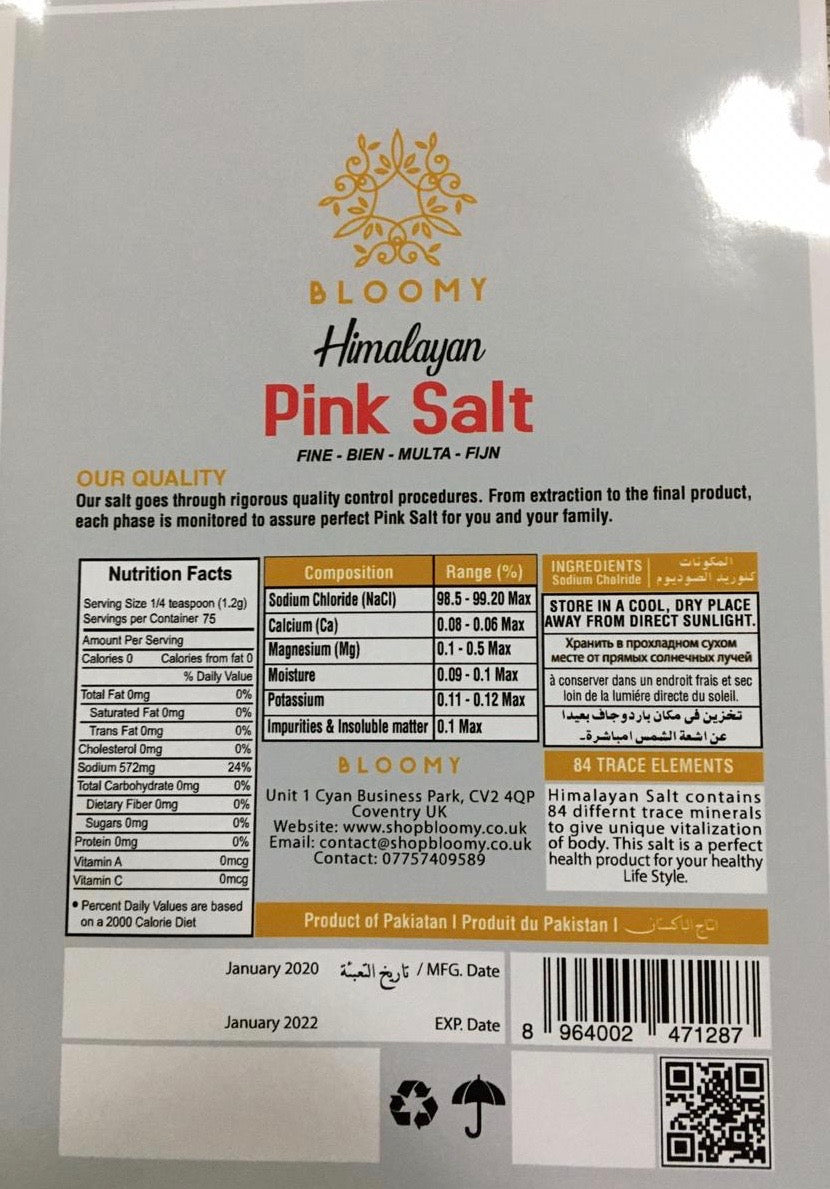 BLOOMY
Himalayan
Pink Salt
FINE - BIEN - MULTA - FIJN
OUR QUALITY
Our salt goes through rigorous quality control procedures. From extraction to the final product,
each phase is monitored to assure perfect Pink Salt for you and your family.
Nutrition Facts
Serving Size 1/4 teaspoon (1.2g)
Servings per Container 75
Amount Per Serving
Calories 0 Calories from fat 0
% Daily Value
Total Fat 0mg 0%
Saturated Fat 0mg 0%
Trans Fat 0mg 0%
Cholesterol 0mg 0%
Sodium 572mg 24%
Total Carbohydrate 0mg 0%
Dietary Fiber 0mg 0%
Sugars 0mg 0%
Protein 0mg 0%
Vitamin A 0mcg
Vitamin C 0mcg
• Percent Daily Values are based
on a 2000 Calorie Diet
Composition Range (%)
Sodium Chloride (NaCl) 98.5 - 99.20 Max
Calcium (Ca) 0.08 - 0.06 Max
Magnesium (Mg) 0.1 - 0.5 Max
Moisture 0.09 - 0.1 Max
Potassium 0.11 - 0.12 Max
Impurities & Insoluble matter 0.1 Max
INGREDIENTS | المكونات
Sodium Cholride | كلوريد الصوديوم
STORE IN A COOL, DRY PLACE
AWAY FROM DIRECT SUNLIGHT.
Хранить в прохладном сухом
месте от прямых солнечных лучей
à conserver dans un endroit frais et sec
loin de la lumiére directe du soleil.
تخزين في مكان باردوجاف بعيدا
عن اشعة الشمس امباشرة-
BLOOMY
Unit 1 Cyan Business Park, CV2 4QP
Coventry UK
Website: www.shopbloomy.co.uk
Email: contact@shopbloomy.co.uk
Contact: 07757409589
84 TRACE ELEMENTS
Himalayan Salt contains
84 differnt trace minerals
to give unique vitalization
of body. This salt is a perfect
health product for your healthy
Life Style.
Product of Pakiatan I Produit du Pakistan I
January 2020 تاريخ التعبئة / MFG. Date
January 2022 EXP. Date
8 964002 471287